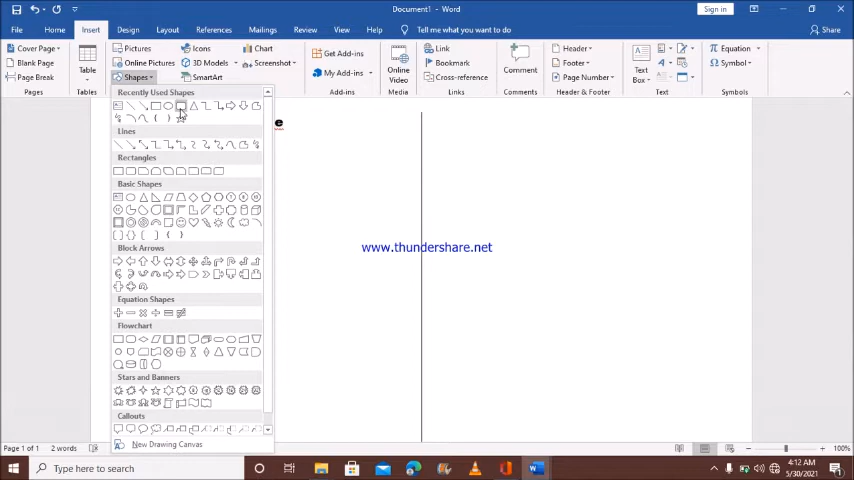 Document1 - Word
Sign in
File Home Insert Design Layout References Mailings Review View Help Tell me what you want to do Share
Cover Page
Blank Page
Page Break
Pages
Table
Tables
Pictures
Online Pictures
Shapes
Icons
3D Models
SmartArt
Chart
Screenshot
Get Add-ins
My Add-ins
Add-ins
Online Video
Media
Link
Bookmark
Cross-reference
Links
Comment
Comments
Header
Footer
Page Number
Header & Footer
Text Box
Text
Equation
Symbol
Symbols
Recently Used Shapes
Lines
Rectangles
Basic Shapes
Block Arrows
Equation Shapes
Flowchart
Stars and Banners
Callouts
New Drawing Canvas
e
www.thundershare.net
Page 1 of 1 2 words
100%
Type here to search
4:12 AM
5/30/2021